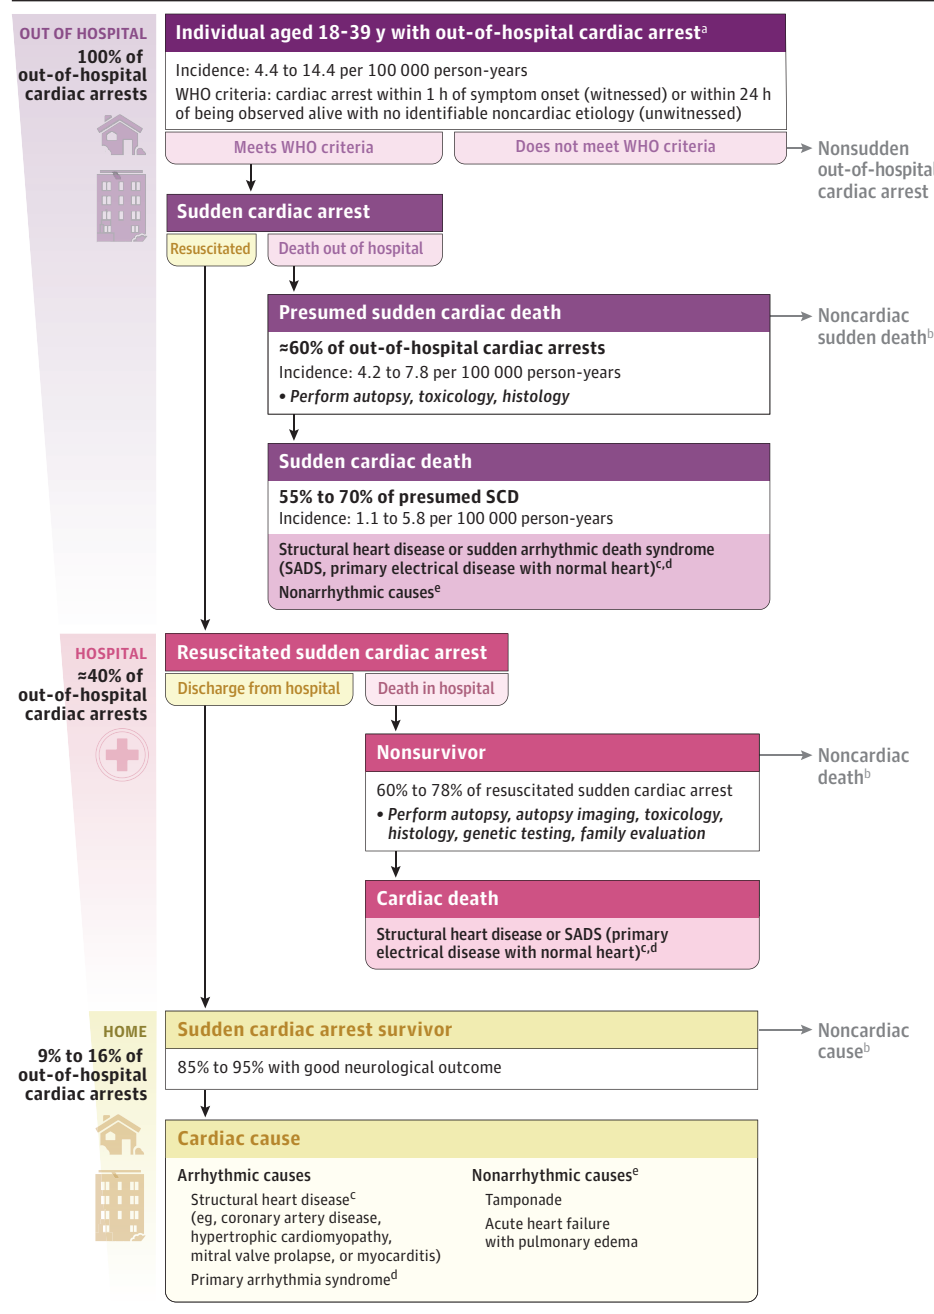 OUT OF HOSPITAL
100% of
out-of-hospital
cardiac arrests
Individual aged 18-39 y with out-of-hospital cardiac arrestᵃ
Incidence: 4.4 to 14.4 per 100 000 person-years
WHO criteria: cardiac arrest within 1 h of symptom onset (witnessed) or within 24 h
of being observed alive with no identifiable noncardiac etiology (unwitnessed)
Meets WHO criteria
Does not meet WHO criteria
Nonsudden
out-of-hospital
cardiac arrest
Sudden cardiac arrest
Resuscitated
Death out of hospital
Presumed sudden cardiac death
≈60% of out-of-hospital cardiac arrests
Incidence: 4.2 to 7.8 per 100 000 person-years
• Perform autopsy, toxicology, histology
Noncardiac
sudden deathᵇ
Sudden cardiac death
55% to 70% of presumed SCD
Incidence: 1.1 to 5.8 per 100 000 person-years
Structural heart disease or sudden arrhythmic death syndrome
(SADS, primary electrical disease with normal heart)ᶜ,ᵈ
Nonarrhythmic causesᵉ
HOSPITAL
≈40% of
out-of-hospital
cardiac arrests
Resuscitated sudden cardiac arrest
Discharge from hospital
Death in hospital
Nonsurvivor
60% to 78% of resuscitated sudden cardiac arrest
• Perform autopsy, autopsy imaging, toxicology,
histology, genetic testing, family evaluation
Noncardiac
deathᵇ
Cardiac death
Structural heart disease or SADS (primary
electrical disease with normal heart)ᶜ,ᵈ
HOME
9% to 16% of
out-of-hospital
cardiac arrests
Sudden cardiac arrest survivor
85% to 95% with good neurological outcome
Noncardiac
causeᵇ
Cardiac cause
Arrhythmic causes
Structural heart diseaseᶜ
(eg, coronary artery disease,
hypertrophic cardiomyopathy,
mitral valve prolapse, or myocarditis)
Primary arrhythmia syndromeᵈ
Nonarrhythmic causesᵉ
Tamponade
Acute heart failure
with pulmonary edema